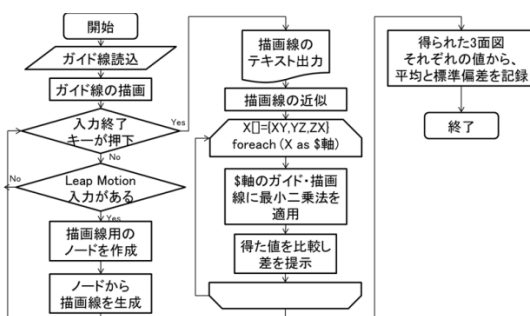 開始
ガイド線読込
ガイド線の描画
入力終了
キーが押下
Yes
No
Leap Motion
入力がある
No
Yes
描画線用の
ノードを作成
ノードから
描画線を生成
描画線の
テキスト出力
描画線の近似
X[]={XY,YZ,ZX}
foreach (X as $軸)
$軸のガイド・描画
線に最小二乗法を
適用
得た値を比較し
差を提示
得られた3面図
それぞれの値から、
平均と標準偏差を記録
終了